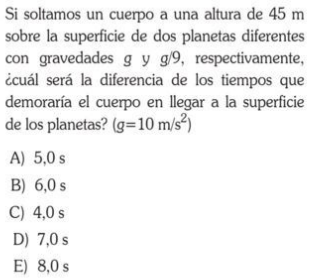 Si soltamos un cuerpo a una altura de 45 m
sobre la superficie de dos planetas diferentes
con gravedades g y g/9, respectivamente,
¿cuál será la diferencia de los tiempos que
demoraría el cuerpo en llegar a la superficie
de los planetas? (g=10 m/s²)
A) 5,0 s
B) 6,0 s
C) 4,0 s
D) 7,0 s
E) 8,0 s